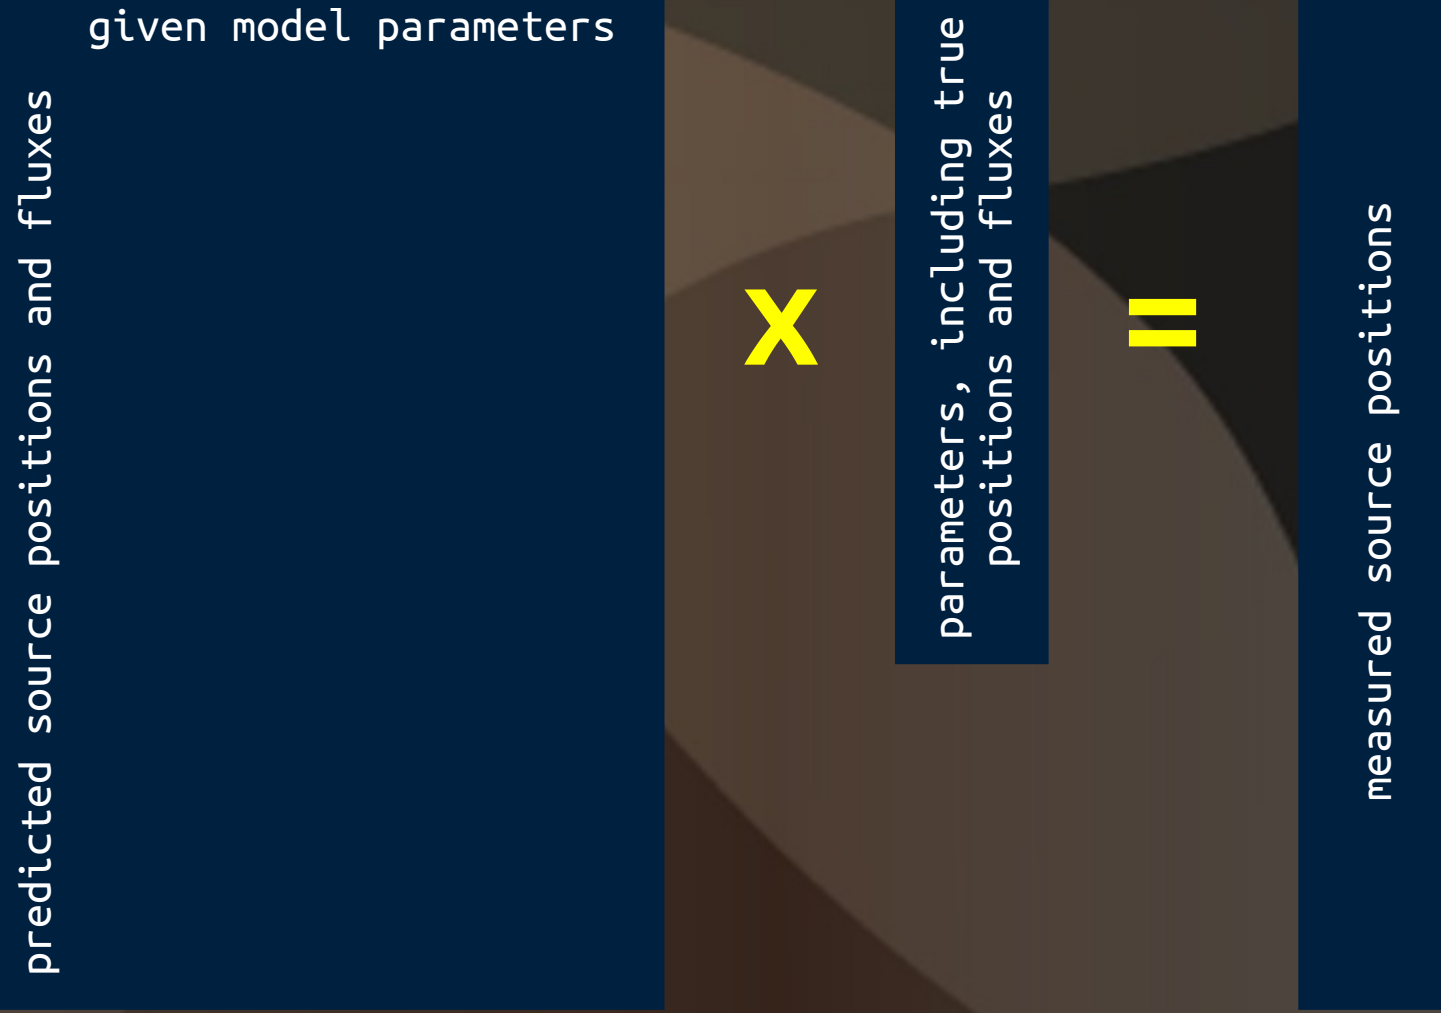 given model parameters
predicted source positions and fluxes
X
parameters, including true
positions and fluxes
=
measured source positions